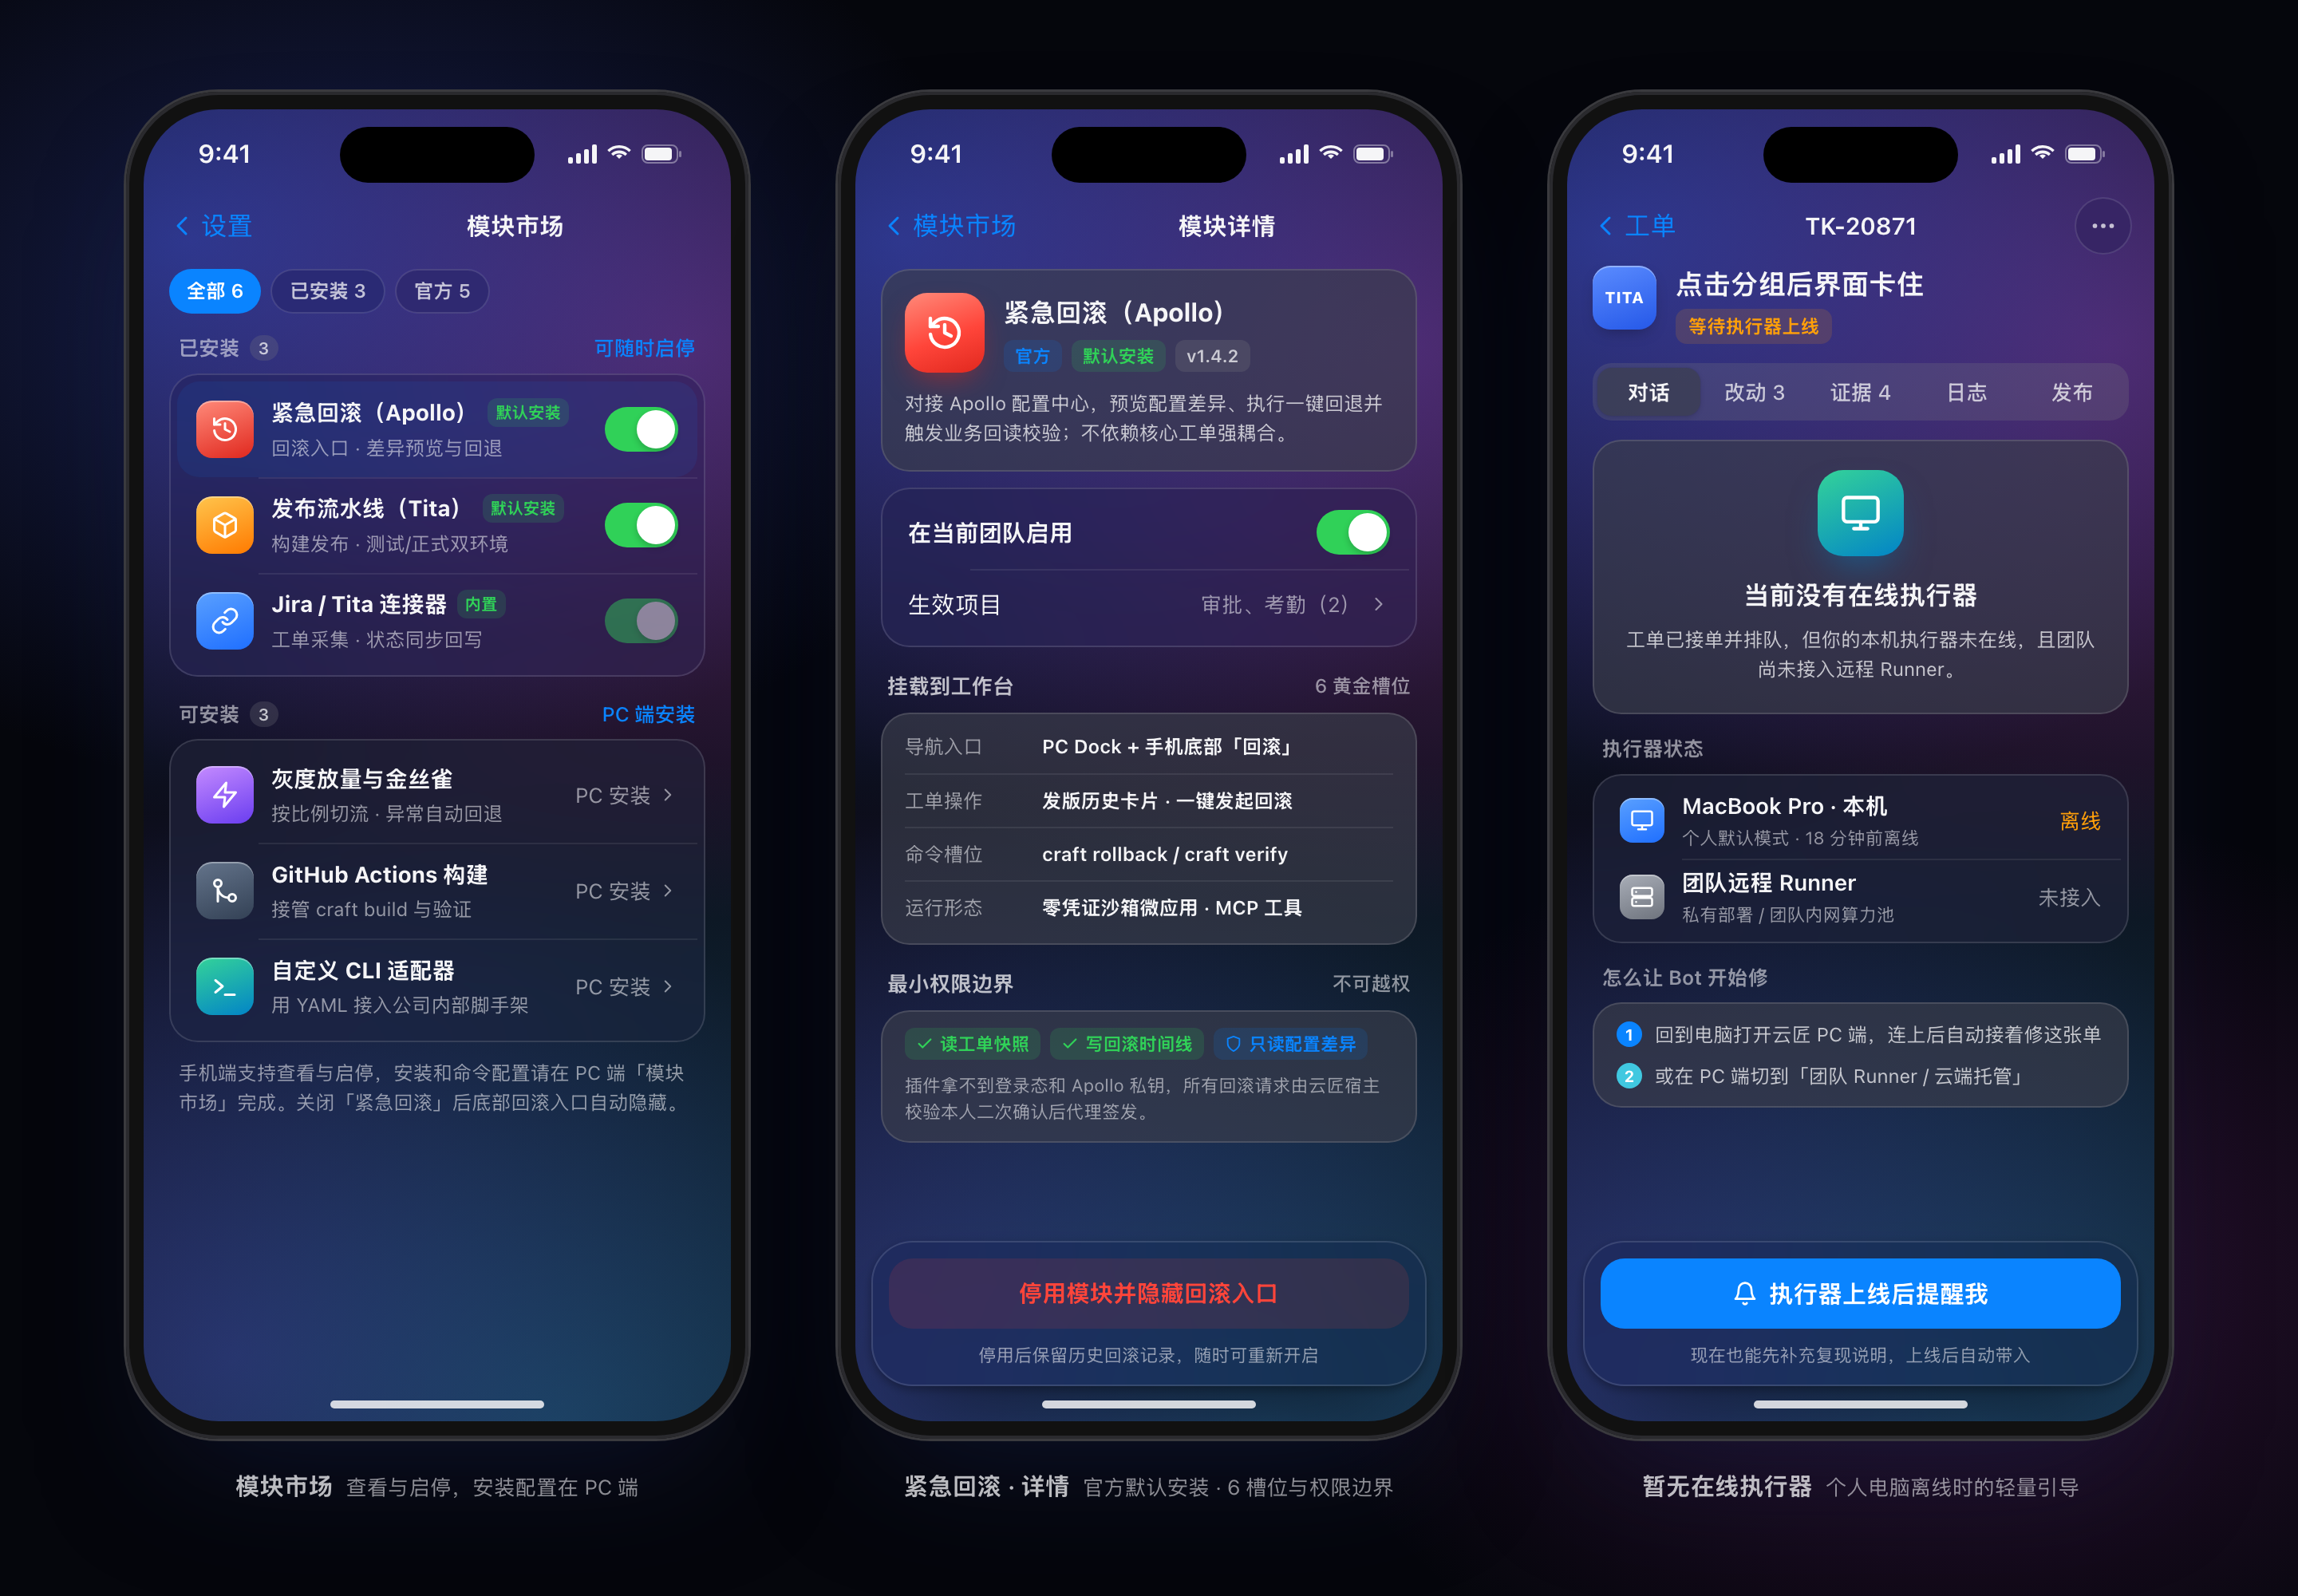 9:41
设置
模块市场
全部 6
已安装 3
官方 5
已安装 3
可随时启停
紧急回滚（Apollo）
默认安装
回滚入口 · 差异预览与回退
发布流水线（Tita）
默认安装
构建发布 · 测试/正式双环境
Jira / Tita 连接器
内置
工单采集 · 状态同步回写
可安装 3
PC 端安装
灰度放量与金丝雀
按比例切流 · 异常自动回退
PC 安装
GitHub Actions 构建
接管 craft build 与验证
PC 安装
自定义 CLI 适配器
用 YAML 接入公司内部脚手架
PC 安装
手机端支持查看与启停，安装和命令配置请在 PC 端「模块
市场」完成。关闭「紧急回滚」后底部回滚入口自动隐藏。
模块市场 查看与启停，安装配置在 PC 端
9:41
模块市场
模块详情
紧急回滚（Apollo）
官方
默认安装
v1.4.2
对接 Apollo 配置中心，预览配置差异、执行一键回退并
触发业务回读校验；不依赖核心工单强耦合。
在当前团队启用
生效项目
审批、考勤（2）
挂载到工作台
6 黄金槽位
导航入口
PC Dock + 手机底部「回滚」
工单操作
发版历史卡片 · 一键发起回滚
命令槽位
craft rollback / craft verify
运行形态
零凭证沙箱微应用 · MCP 工具
最小权限边界
不可越权
读工单快照
写回滚时间线
只读配置差异
插件拿不到登录态和 Apollo 私钥，所有回滚请求由云匠宿主
校验本人二次确认后代理签发。
停用模块并隐藏回滚入口
停用后保留历史回滚记录，随时可重新开启
紧急回滚 · 详情 官方默认安装 · 6 槽位与权限边界
9:41
工单
TK-20871
TITA
点击分组后界面卡住
等待执行器上线
对话
改动 3
证据 4
日志
发布
当前没有在线执行器
工单已接单并排队，但你的本机执行器未在线，且团队
尚未接入远程 Runner。
执行器状态
MacBook Pro · 本机
个人默认模式 · 18 分钟前离线
离线
团队远程 Runner
私有部署 / 团队内网算力池
未接入
怎么让 Bot 开始修
1 回到电脑打开云匠 PC 端，连上后自动接着修这张单
2 或在 PC 端切到「团队 Runner / 云端托管」
执行器上线后提醒我
现在也能先补充复现说明，上线后自动带入
暂无在线执行器 个人电脑离线时的轻量引导